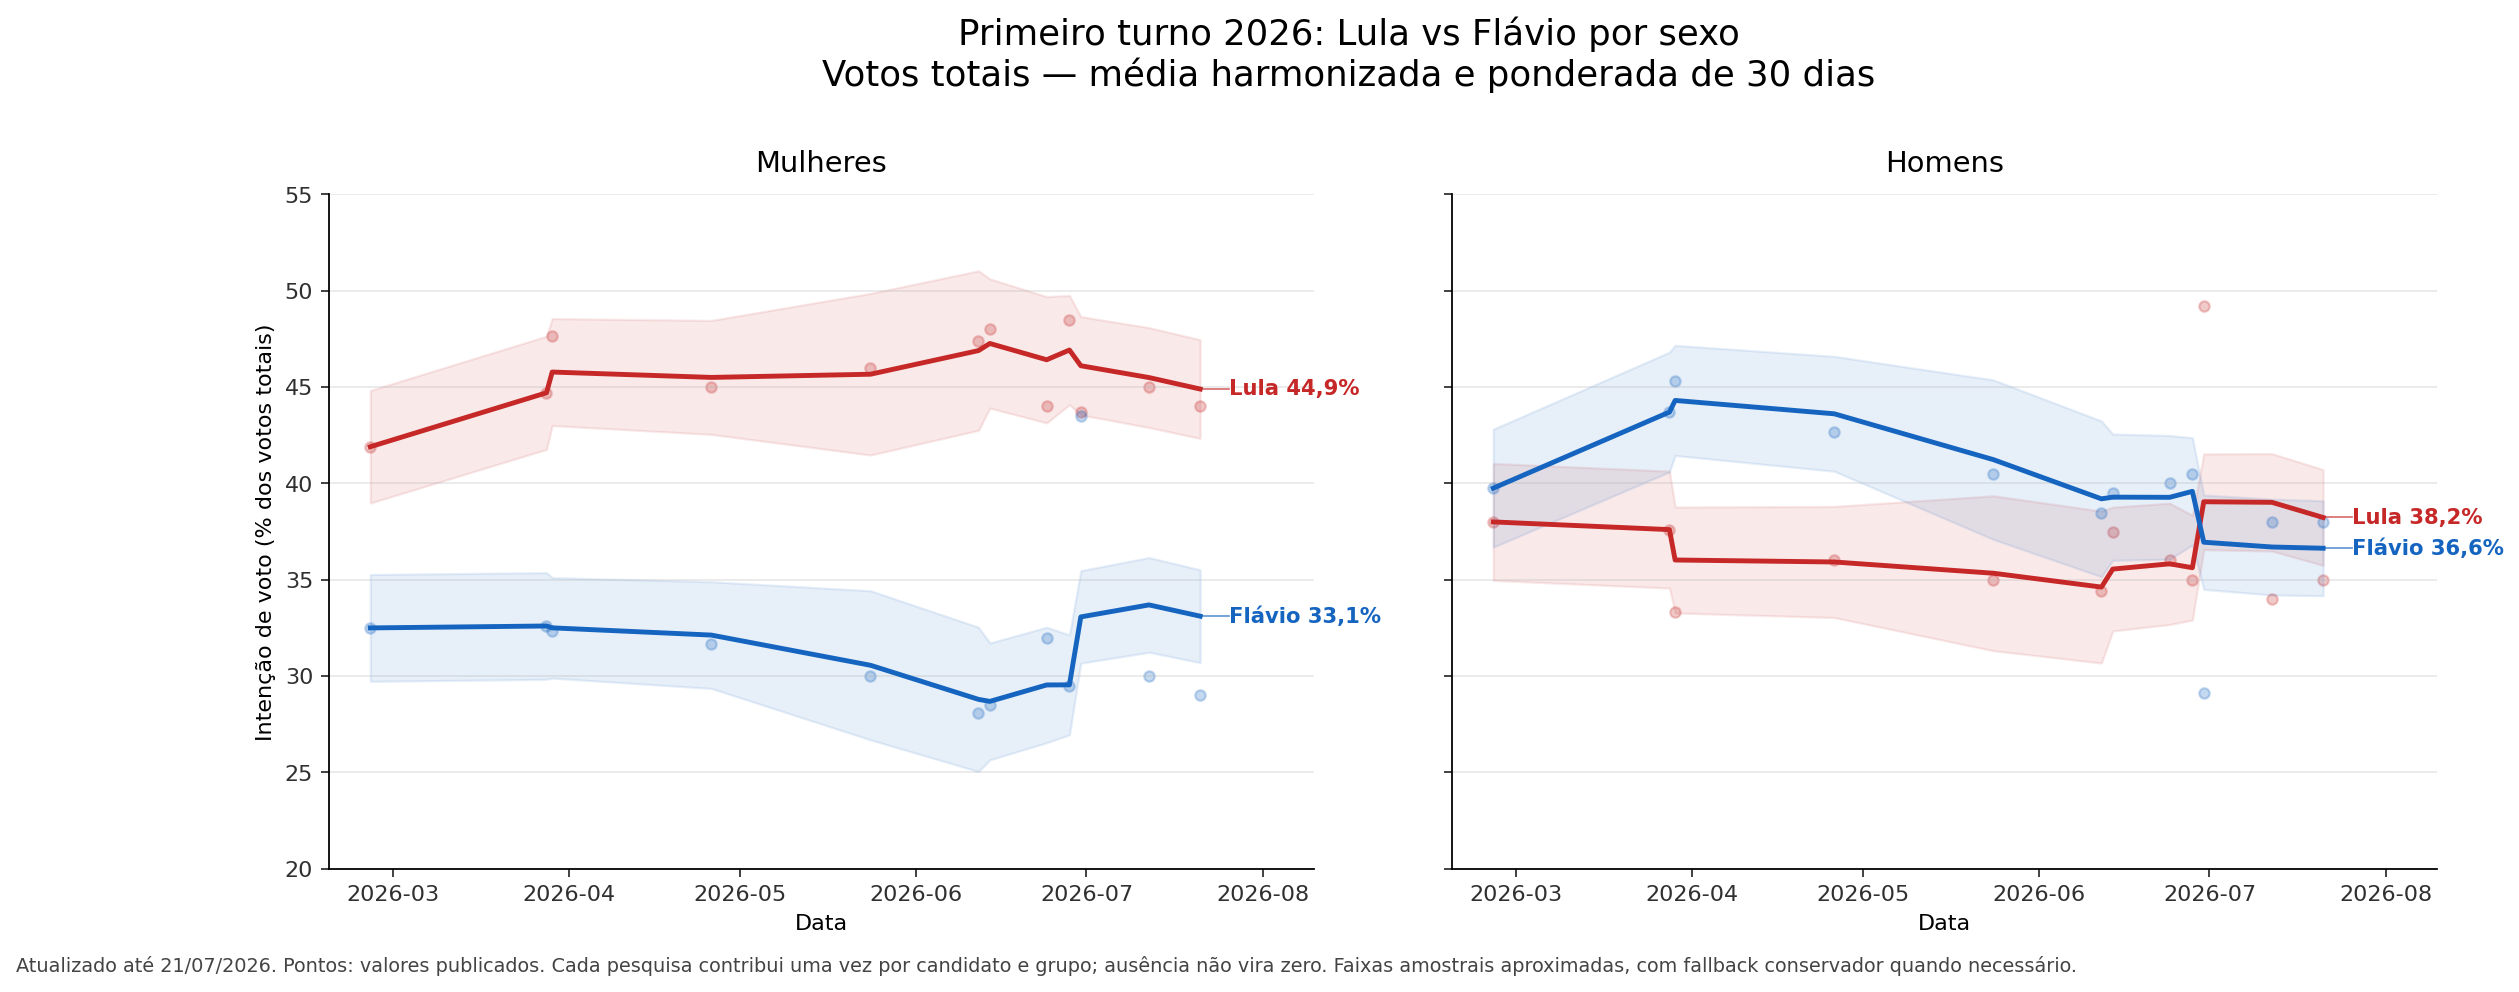 Primeiro turno 2026: Lula vs Flávio por sexo
Votos totais — média harmonizada e ponderada de 30 dias
Mulheres
Homens
Intenção de voto (% dos votos totais)
55
50
45
40
35
30
25
20
Lula 44,9%
Flávio 33,1%
Lula 38,2%
Flávio 36,6%
2026-03
2026-04
2026-05
2026-06
2026-07
2026-08
2026-03
2026-04
2026-05
2026-06
2026-07
2026-08
Data
Data
Atualizado até 21/07/2026. Pontos: valores publicados. Cada pesquisa contribui uma vez por candidato e grupo; ausência não vira zero. Faixas amostrais aproximadas, com fallback conservador quando necessário.